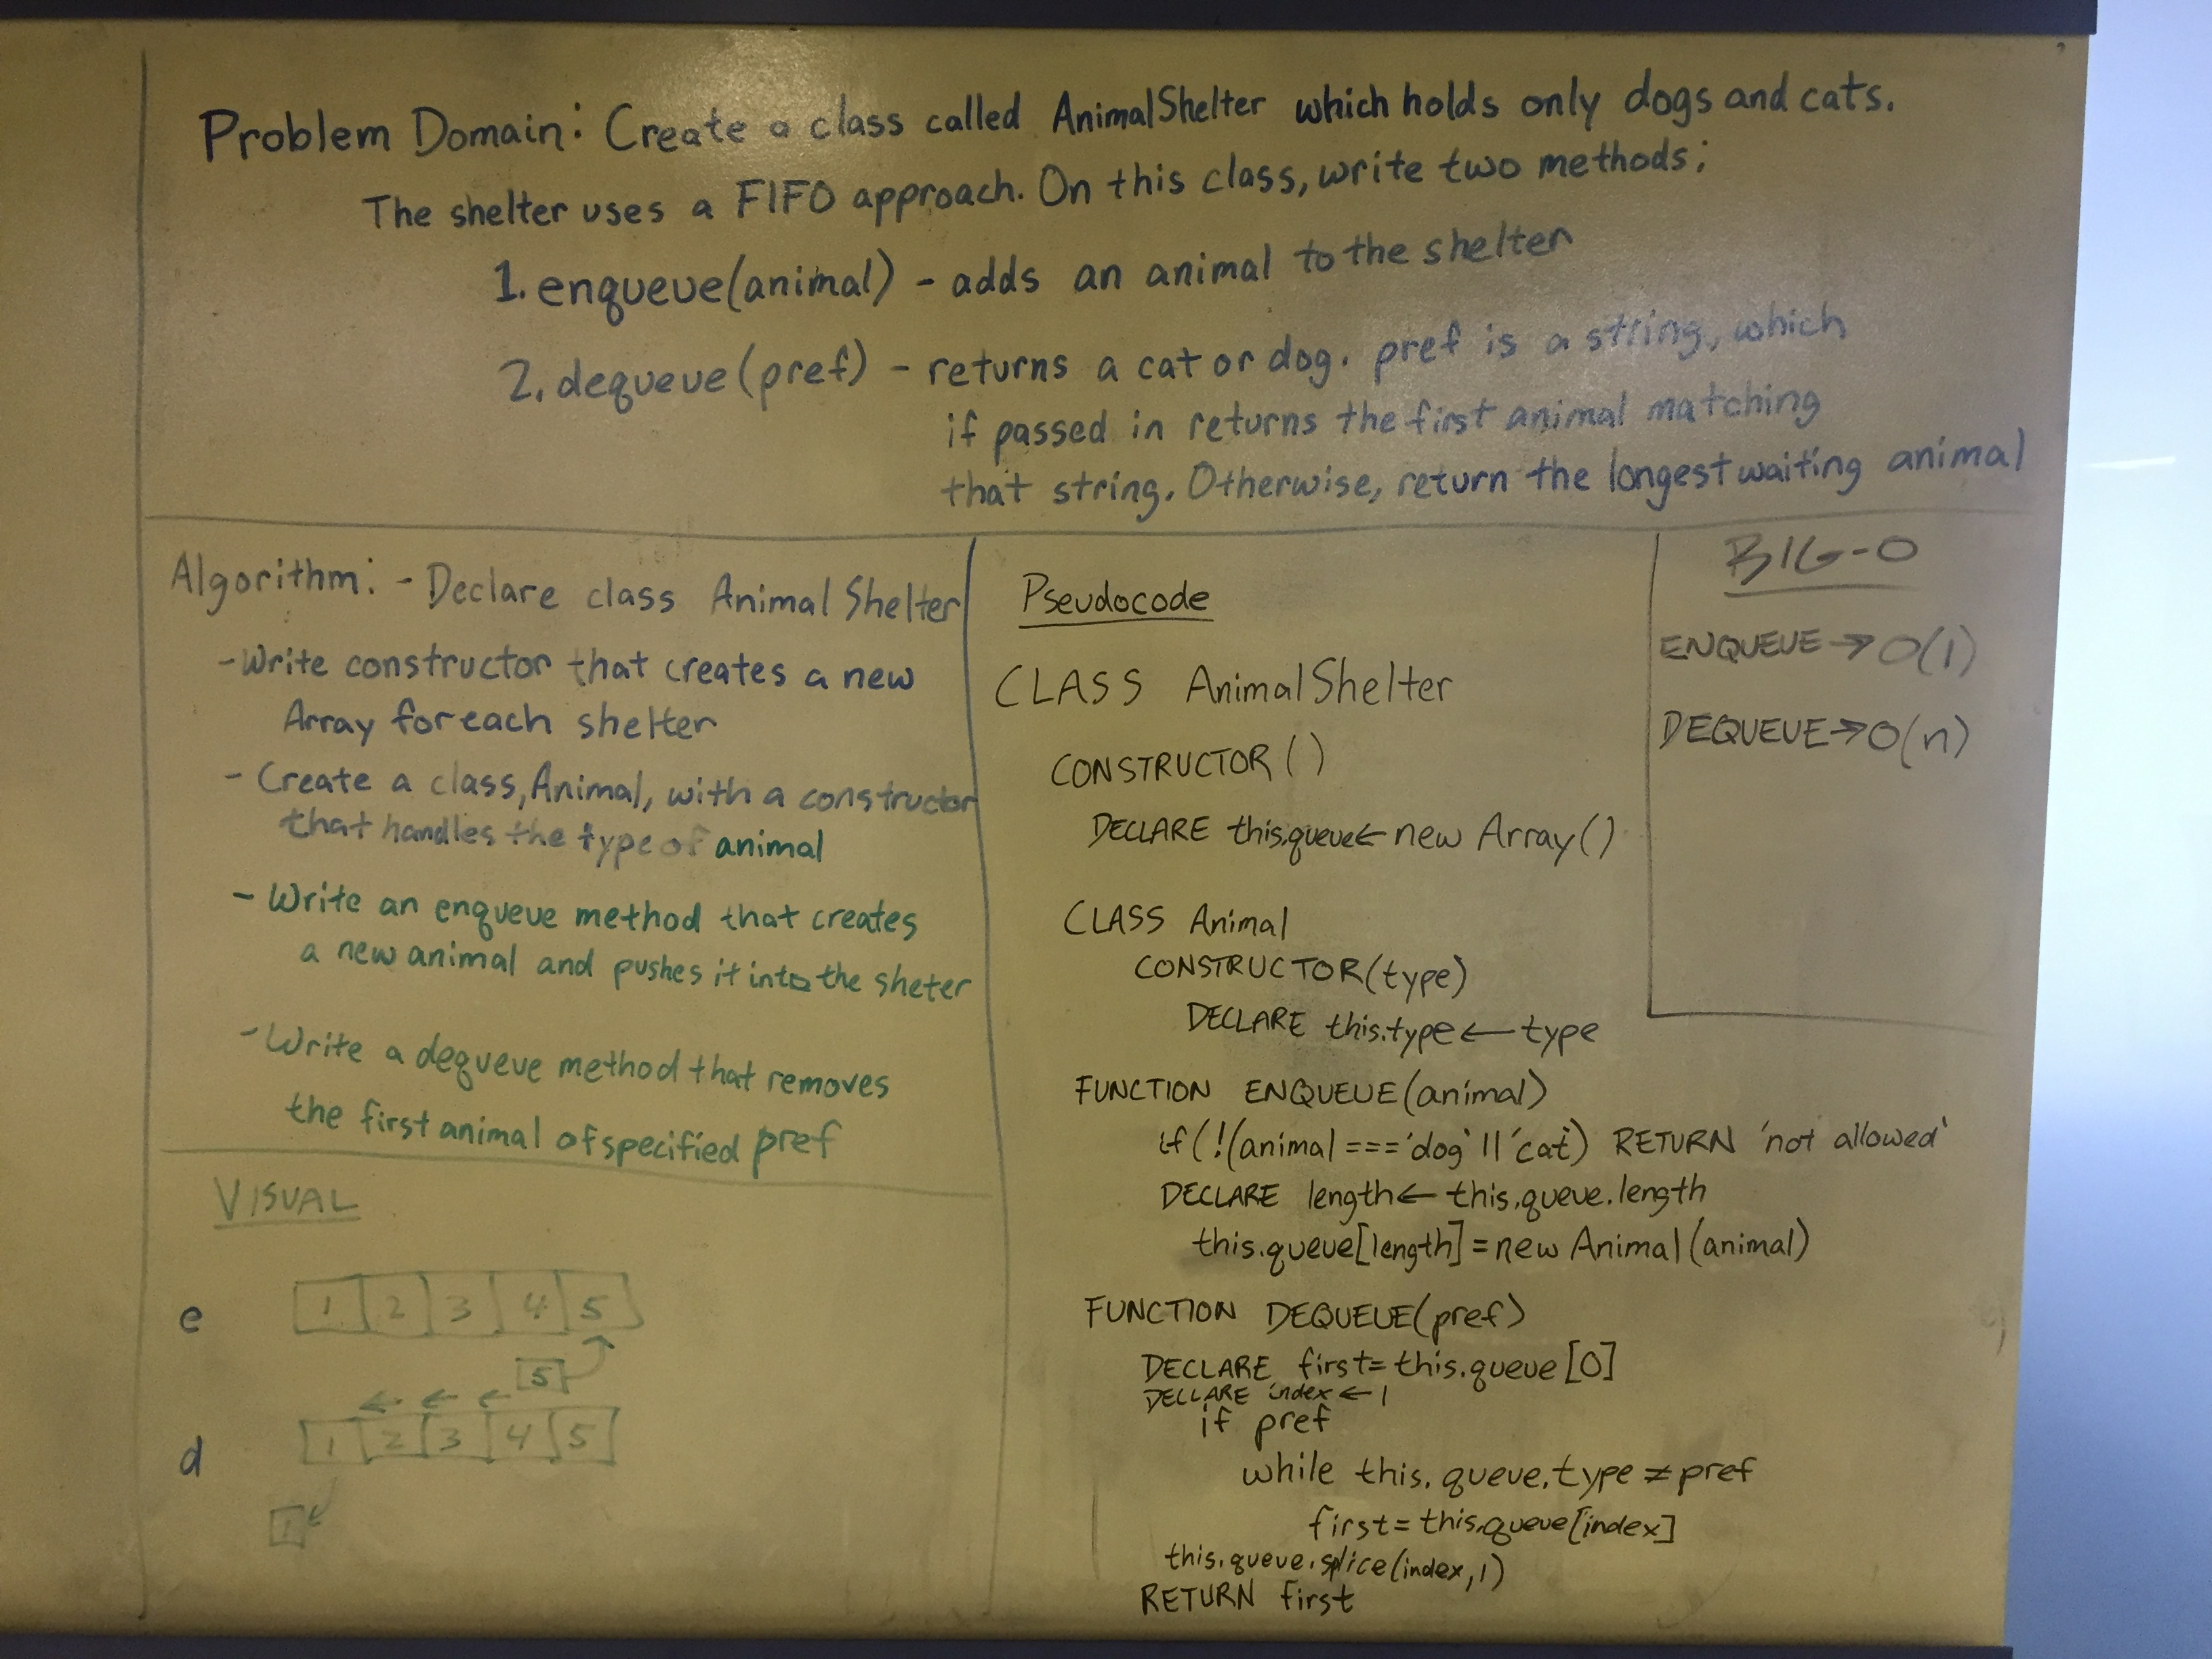 Problem Domain: Create a class called AnimalShelter which holds only dogs and cats.
The shelter uses a FIFO approach. On this class, write two methods;
1. enqueue(animal) - adds an animal to the shelter
2. dequeue(pref) - returns a cat or dog. pref is a string, which
if passed in returns the first animal matching
that string. Otherwise, return the longest waiting animal
Algorithm: - Declare class AnimalShelter
- Write constructor that creates a new
Array for each shelter
- Create a class, Animal, with a constructor
that handles the type of animal
- Write an enqueue method that creates
a new animal and pushes it into the sheter
- Write a dequeue method that removes
the first animal of specified pref
VISUAL
e 1 2 3 4 5
5
d 1 2 3 4 5
1
Pseudocode
CLASS AnimalShelter
CONSTRUCTOR()
DECLARE this.queue ← new Array()
CLASS Animal
CONSTRUCTOR(type)
DECLARE this.type ← type
FUNCTION ENQUEUE(animal)
if (!(animal === 'dog' || 'cat') RETURN 'not allowed'
DECLARE length ← this.queue.length
this.queue[length] = new Animal(animal)
FUNCTION DEQUEUE(pref)
DECLARE first = this.queue[0]
DECLARE index ← 1
if pref
while this.queue.type ≠ pref
first = this.queue[index]
this.queue.splice(index,1)
RETURN first
BIG-O
ENQUEUE → O(1)
DEQUEUE → O(n)